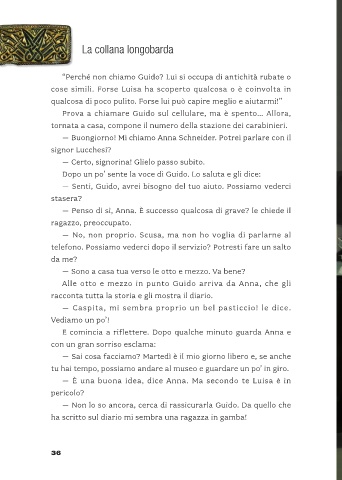 La collana longobarda
"Perché non chiamo Guido? Lui si occupa di antichità rubate o
cose simili. Forse Luisa ha scoperto qualcosa o è coinvolta in
qualcosa di poco pulito. Forse lui può capire meglio e aiutarmi!"
Prova a chiamare Guido sul cellulare, ma è spento... Allora,
tornata a casa, compone il numero della stazione dei carabinieri.
— Buongiorno! Mi chiamo Anna Schneider. Potrei parlare con il
signor Lucchesi?
— Certo, signorina! Glielo passo subito.
Dopo un po' sente la voce di Guido. Lo saluta e gli dice:
— Senti, Guido, avrei bisogno del tuo aiuto. Possiamo vederci
stasera?
— Penso di sì, Anna. È successo qualcosa di grave? le chiede il
ragazzo, preoccupato.
— No, non proprio. Scusa, ma non ho voglia di parlarne al
telefono. Possiamo vederci dopo il servizio? Potresti fare un salto
da me?
— Sono a casa tua verso le otto e mezzo. Va bene?
Alle otto e mezzo in punto Guido arriva da Anna, che gli
racconta tutta la storia e gli mostra il diario.
— Caspita, mi sembra proprio un bel pasticcio! le dice.
Vediamo un po'!
E comincia a riflettere. Dopo qualche minuto guarda Anna e
con un gran sorriso esclama:
— Sai cosa facciamo? Martedì è il mio giorno libero e, se anche
tu hai tempo, possiamo andare al museo e guardare un po' in giro.
— È una buona idea, dice Anna. Ma secondo te Luisa è in
pericolo?
— Non lo so ancora, cerca di rassicurarla Guido. Da quello che
ha scritto sul diario mi sembra una ragazza in gamba!
36